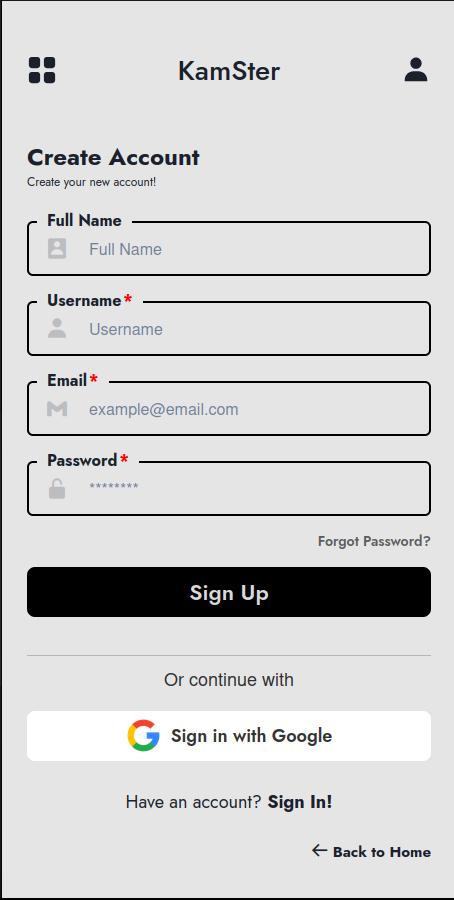 KamSter
Create Account
Create your new account!
Full Name
Full Name
Username*
Username
Email*
example@email.com
Password*
********
Forgot Password?
Sign Up
Or continue with
Sign in with Google
Have an account? Sign In!
← Back to Home